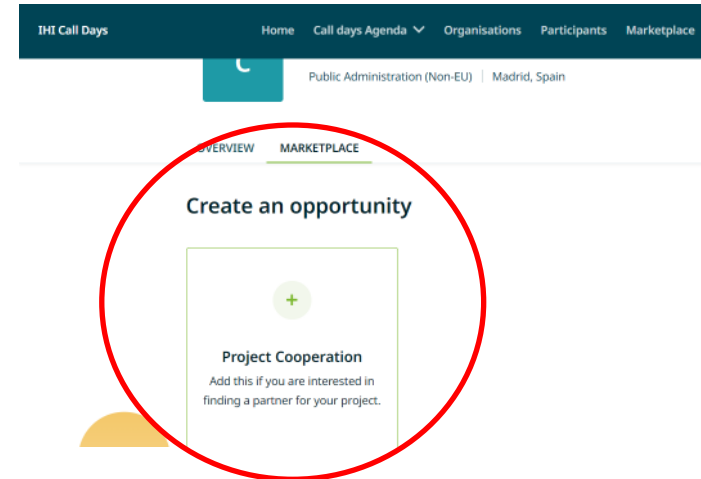 IHI Call Days Home Call days Agenda Organisations Participants Marketplace
C
Public Administration (Non-EU) | Madrid, Spain
OVERVIEW MARKETPLACE
Create an opportunity
+
Project Cooperation
Add this if you are interested in
finding a partner for your project.